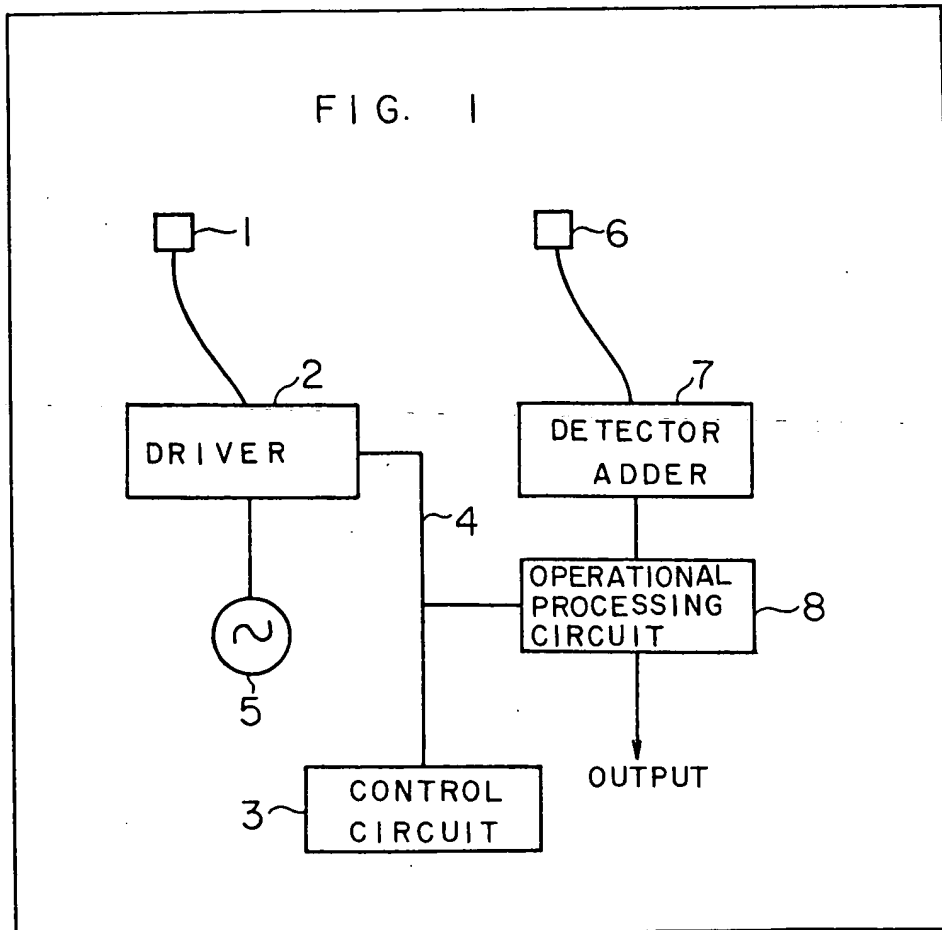 FIG. 1
1
6
2
7
DRIVER
DETECTOR
ADDER
4
OPERATIONAL
PROCESSING
CIRCUIT
8
5
OUTPUT
3
CONTROL
CIRCUIT